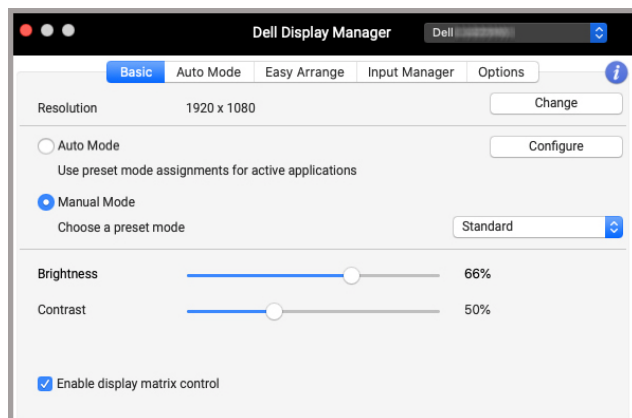 Dell Display Manager Dell
Basic Auto Mode Easy Arrange Input Manager Options i
Resolution 1920 x 1080 Change
Auto Mode Configure
Use preset mode assignments for active applications
Manual Mode
Choose a preset mode Standard
Brightness 66%
Contrast 50%
Enable display matrix control